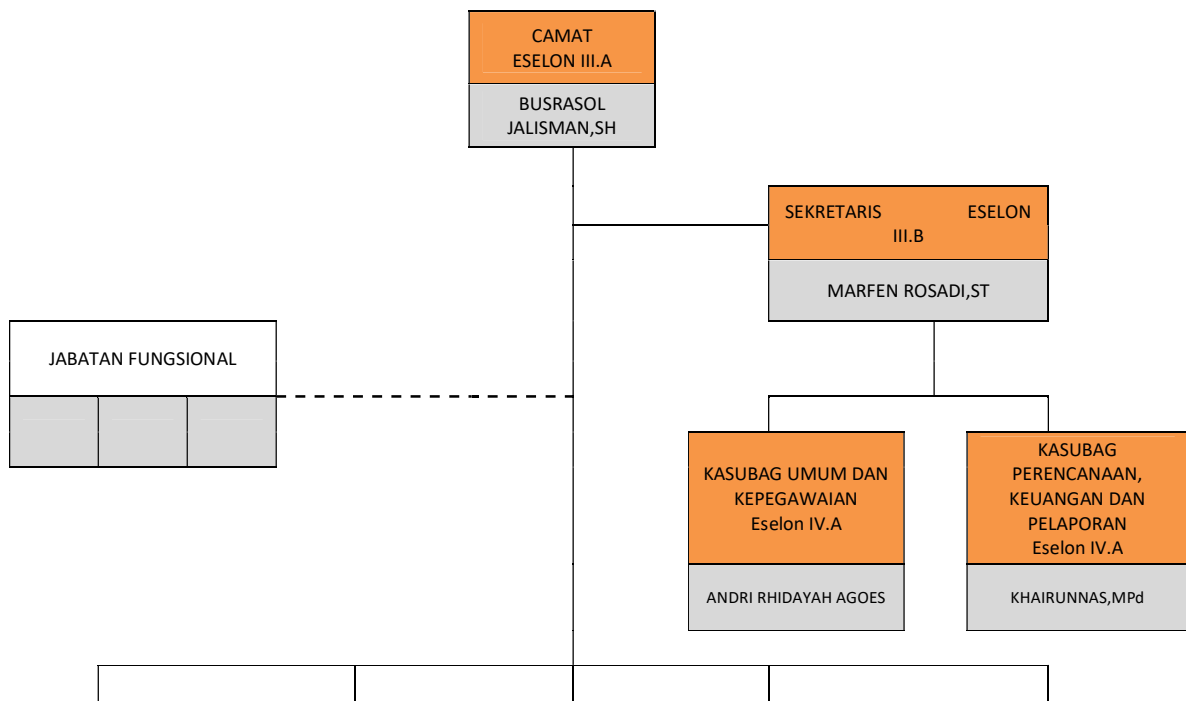 CAMAT
ESELON III.A
BUSRASOL
JALISMAN,SH
SEKRETARIS ESELON
III.B
MARFEN ROSADI,ST
JABATAN FUNGSIONAL
KASUBAG UMUM DAN
KEPEGAWAIAN
Eselon IV.A
ANDRI RHIDAYAH AGOES
KASUBAG
PERENCANAAN,
KEUANGAN DAN
PELAPORAN
Eselon IV.A
KHAIRUNNAS,MPd